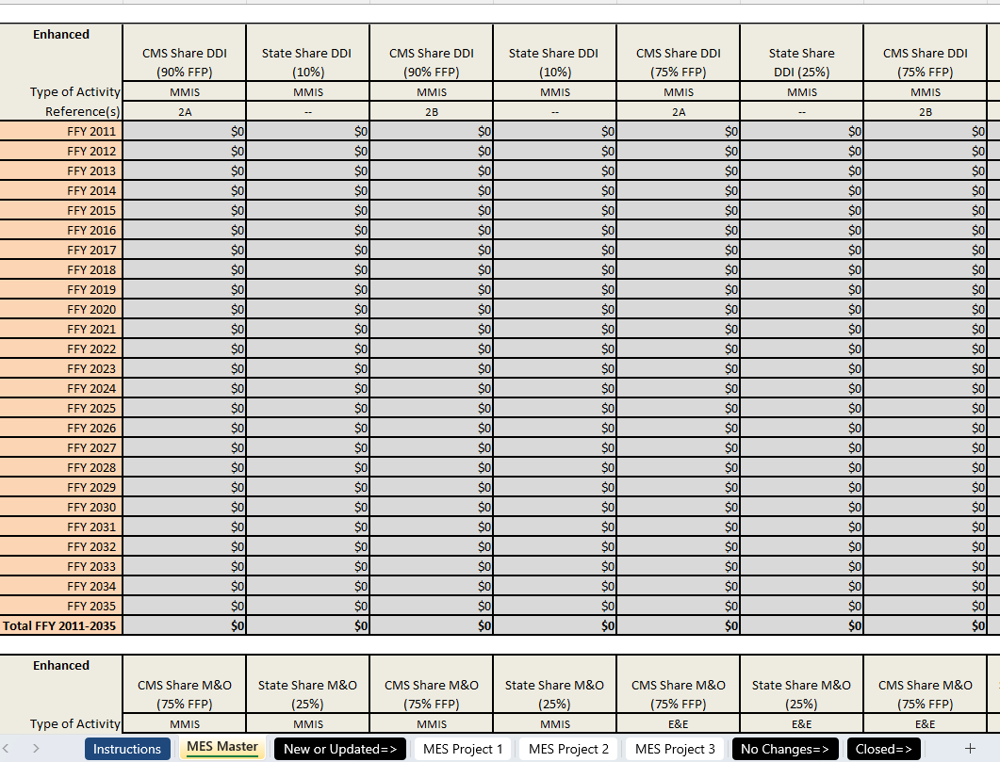 Enhanced
CMS Share DDI (90% FFP) State Share DDI (10%) CMS Share DDI (90% FFP) State Share DDI (10%) CMS Share DDI (75% FFP) State Share DDI (25%) CMS Share DDI (75% FFP)
Type of Activity MMIS MMIS MMIS MMIS MMIS MMIS MMIS
Reference(s) 2A -- 2B -- 2A -- 2B
FFY 2011 $0 $0 $0 $0 $0 $0 $0
FFY 2012 $0 $0 $0 $0 $0 $0 $0
FFY 2013 $0 $0 $0 $0 $0 $0 $0
FFY 2014 $0 $0 $0 $0 $0 $0 $0
FFY 2015 $0 $0 $0 $0 $0 $0 $0
FFY 2016 $0 $0 $0 $0 $0 $0 $0
FFY 2017 $0 $0 $0 $0 $0 $0 $0
FFY 2018 $0 $0 $0 $0 $0 $0 $0
FFY 2019 $0 $0 $0 $0 $0 $0 $0
FFY 2020 $0 $0 $0 $0 $0 $0 $0
FFY 2021 $0 $0 $0 $0 $0 $0 $0
FFY 2022 $0 $0 $0 $0 $0 $0 $0
FFY 2023 $0 $0 $0 $0 $0 $0 $0
FFY 2024 $0 $0 $0 $0 $0 $0 $0
FFY 2025 $0 $0 $0 $0 $0 $0 $0
FFY 2026 $0 $0 $0 $0 $0 $0 $0
FFY 2027 $0 $0 $0 $0 $0 $0 $0
FFY 2028 $0 $0 $0 $0 $0 $0 $0
FFY 2029 $0 $0 $0 $0 $0 $0 $0
FFY 2030 $0 $0 $0 $0 $0 $0 $0
FFY 2031 $0 $0 $0 $0 $0 $0 $0
FFY 2032 $0 $0 $0 $0 $0 $0 $0
FFY 2033 $0 $0 $0 $0 $0 $0 $0
FFY 2034 $0 $0 $0 $0 $0 $0 $0
FFY 2035 $0 $0 $0 $0 $0 $0 $0
Total FFY 2011-2035 $0 $0 $0 $0 $0 $0 $0
Enhanced
CMS Share M&O (75% FFP) State Share M&O (25%) CMS Share M&O (75% FFP) State Share M&O (25%) CMS Share M&O (75% FFP) State Share M&O (25%) CMS Share M&O (75% FFP)
Type of Activity MMIS MMIS MMIS MMIS E&E E&E E&E
Instructions MES Master New or Updated=> MES Project 1 MES Project 2 MES Project 3 No Changes=> Closed=> +